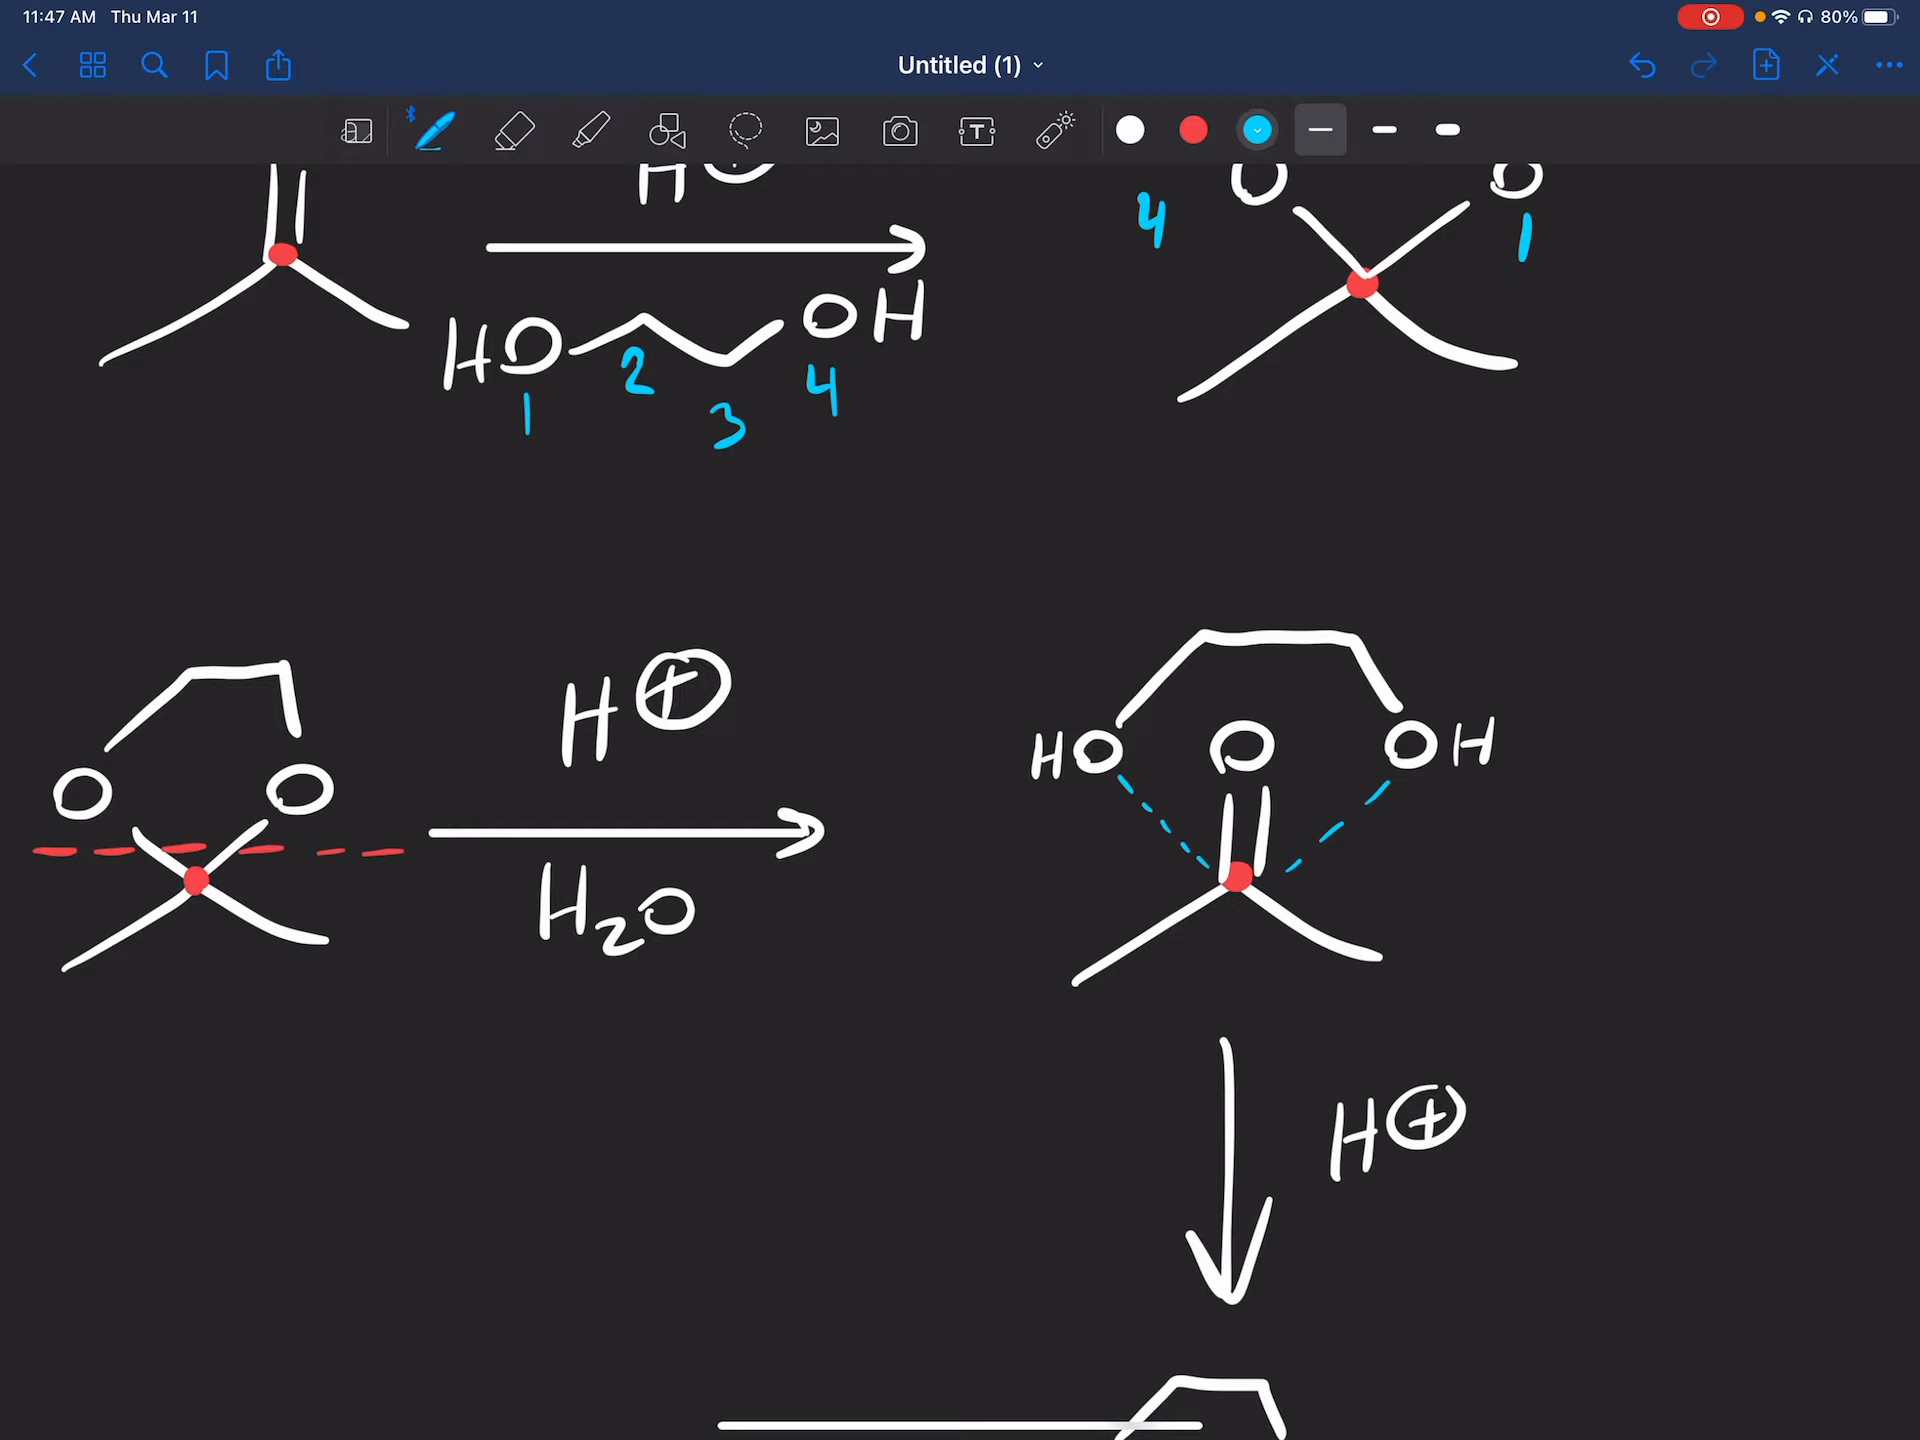 11:47 AM Thu Mar 11
80%
Untitled (1)
T
H
O O
4 1
HO OH
1 2 3 4
H+
HO O OH
O O
H2O
H+